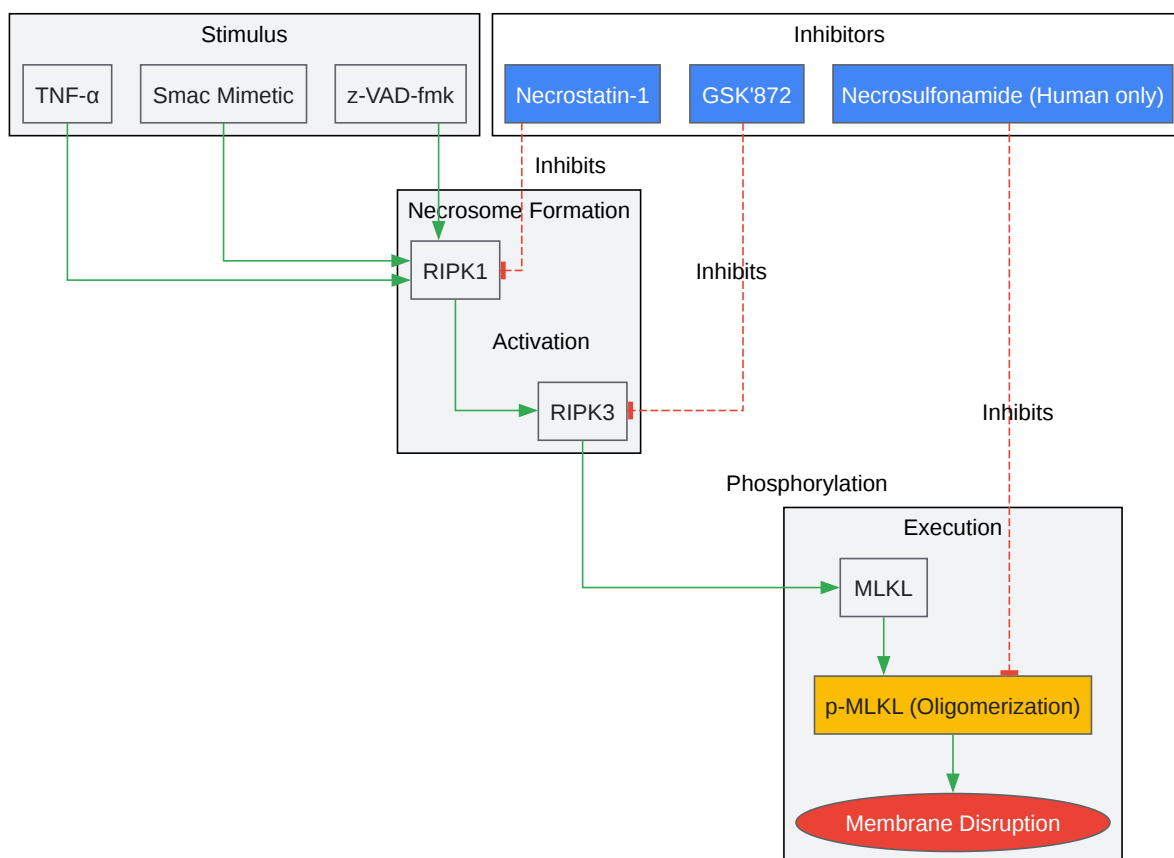 Stimulus
Inhibitors
TNF-α
Smac Mimetic
z-VAD-fmk
Necrostatin-1
GSK'872
Necrosulfonamide (Human only)
Inhibits
Necrosome Formation
RIPK1
Inhibits
Activation
RIPK3
Inhibits
Phosphorylation
Execution
MLKL
p-MLKL (Oligomerization)
Membrane Disruption